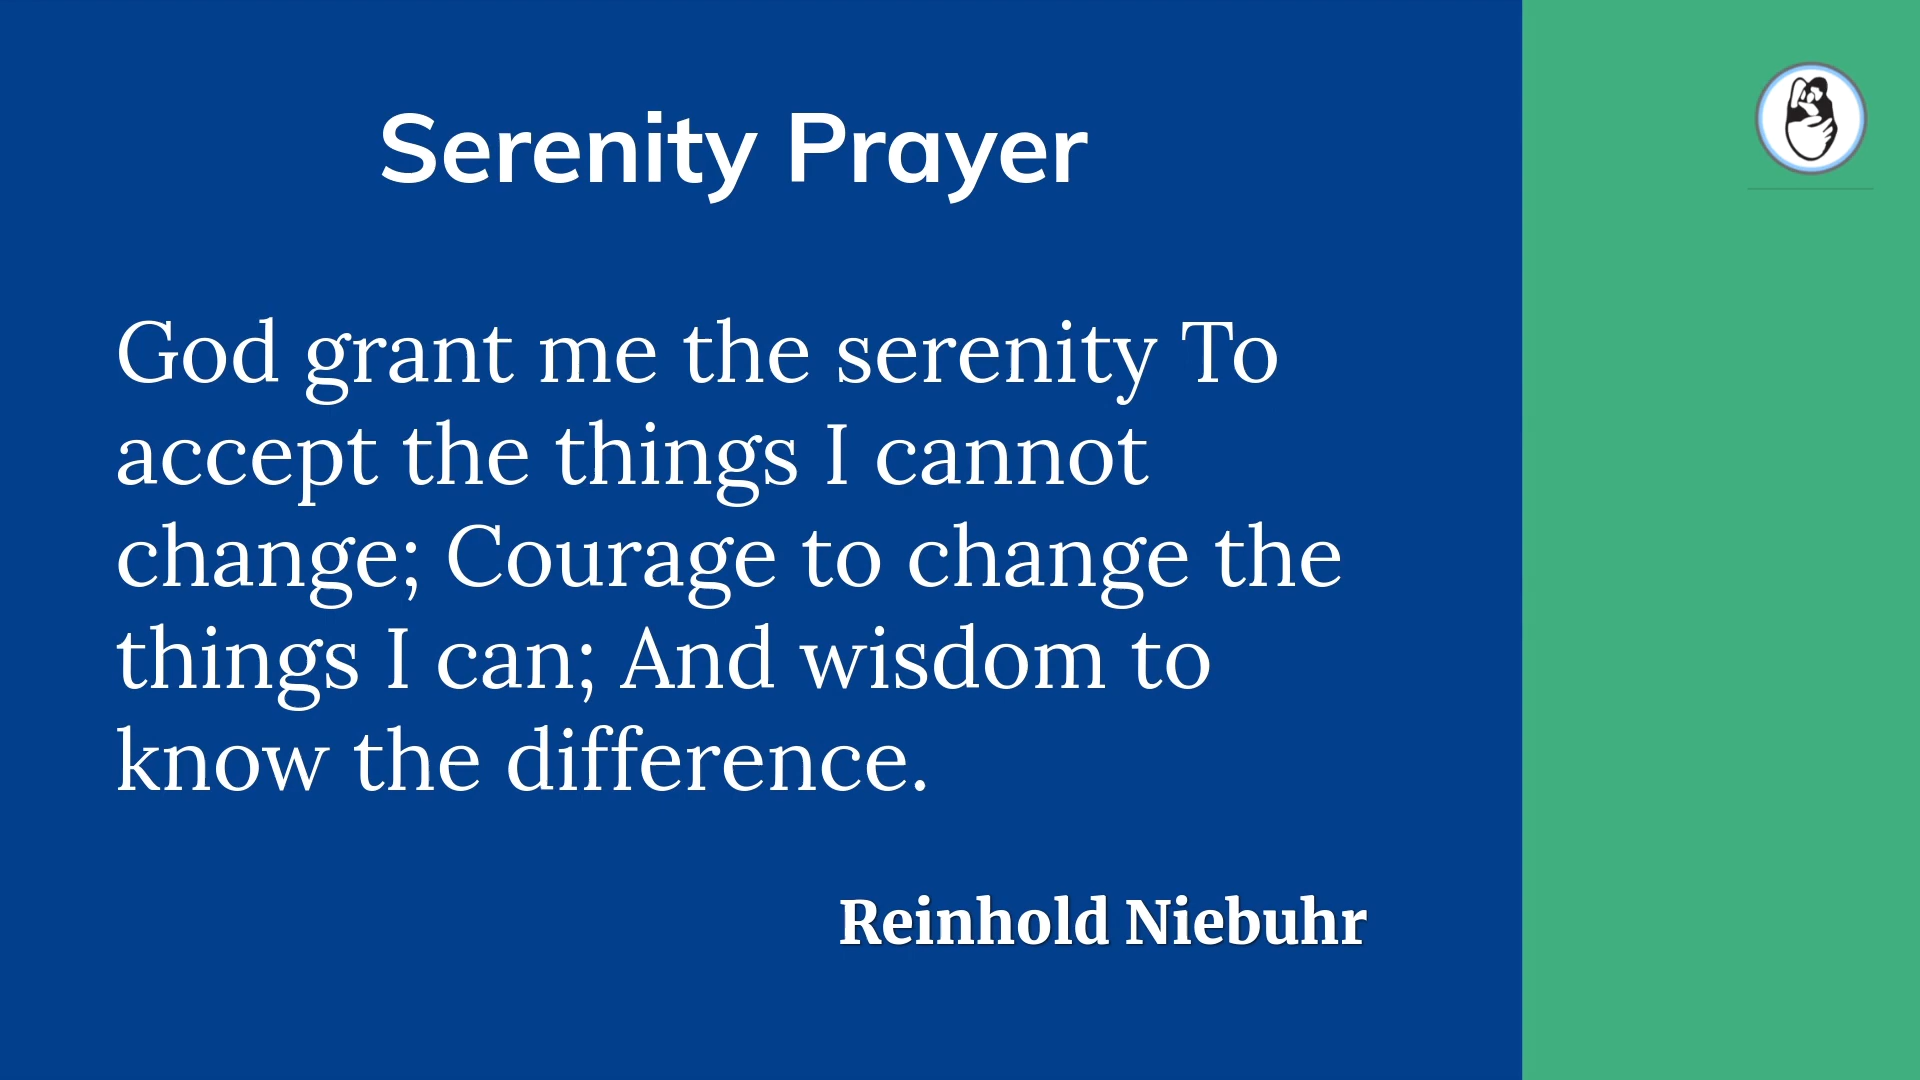 Serenity Prayer
God grant me the serenity To
accept the things I cannot
change; Courage to change the
things I can; And wisdom to
know the difference.
Reinhold Niebuhr